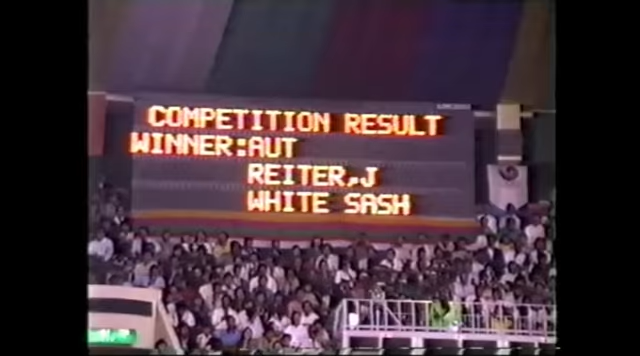 COMPETITION RESULT
WINNER:AUT
REITER,J
WHITE SASH